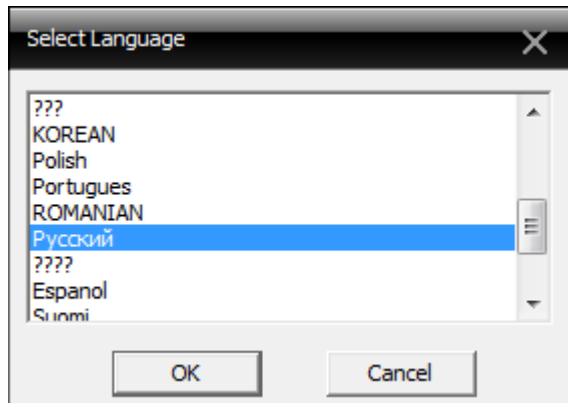 Select Language
???
KOREAN
Polish
Portugues
ROMANIAN
Русский
????
Espanol
Suomi
OK
Cancel